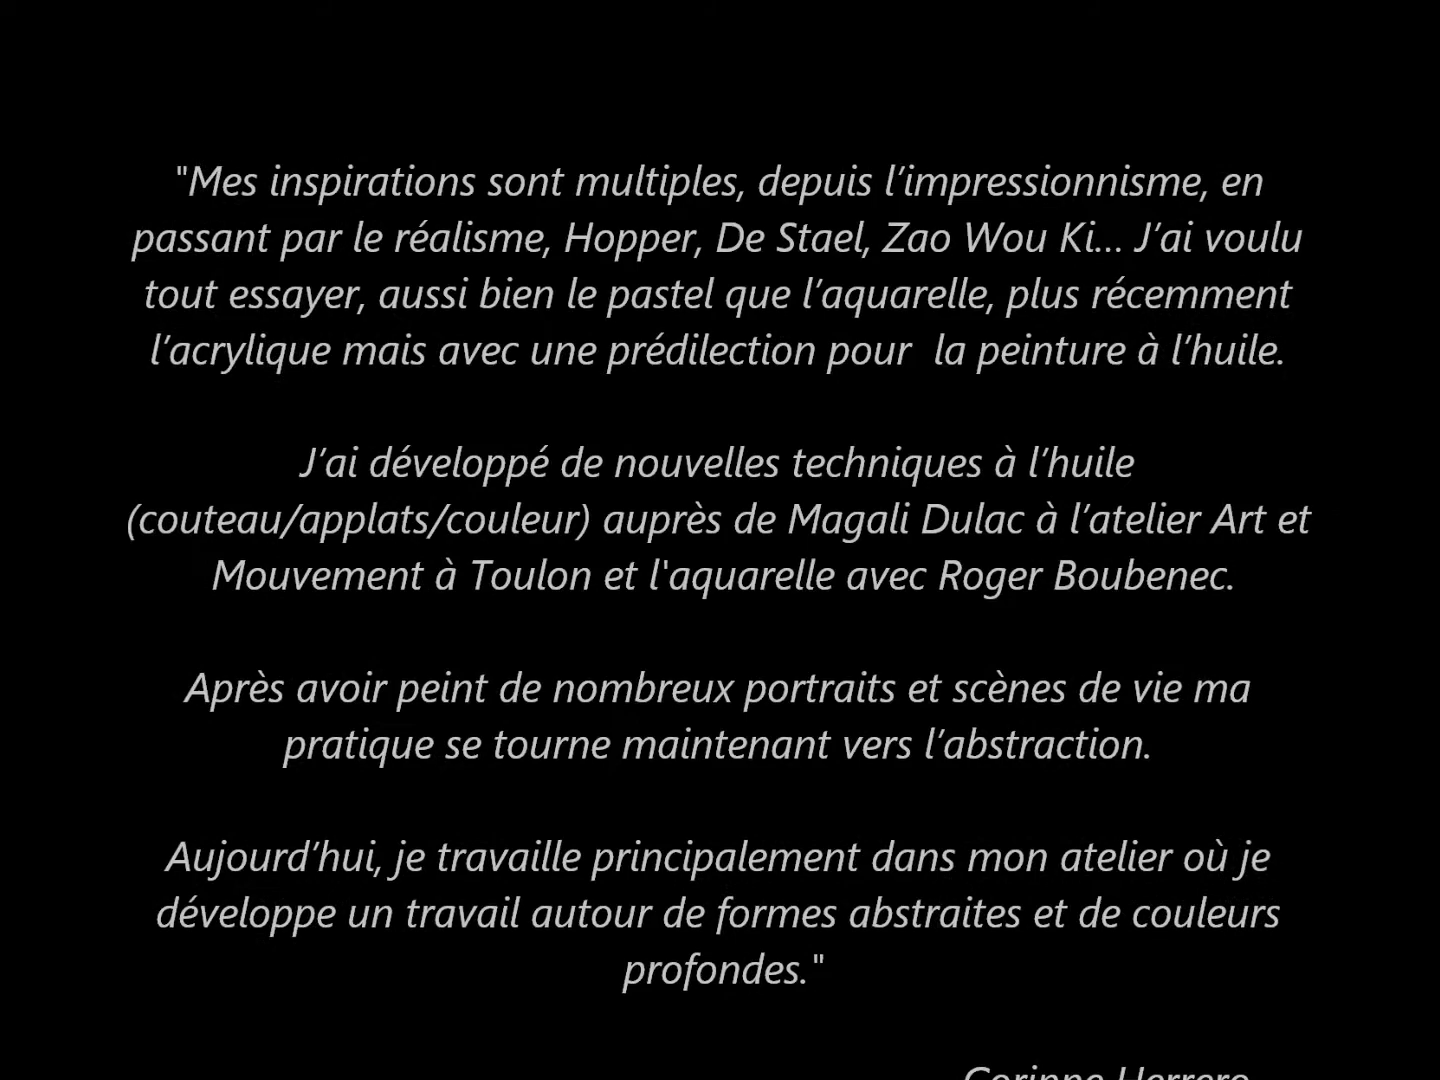 "Mes inspirations sont multiples, depuis l’impressionnisme, en
passant par le réalisme, Hopper, De Stael, Zao Wou Ki... J’ai voulu
tout essayer, aussi bien le pastel que l’aquarelle, plus récemment
l’acrylique mais avec une prédilection pour  la peinture à l’huile.
J’ai développé de nouvelles techniques à l’huile
(couteau/applats/couleur) auprès de Magali Dulac à l’atelier Art et
Mouvement à Toulon et l'aquarelle avec Roger Boubenec.
Après avoir peint de nombreux portraits et scènes de vie ma
pratique se tourne maintenant vers l’abstraction.
Aujourd’hui, je travaille principalement dans mon atelier où je
développe un travail autour de formes abstraites et de couleurs
profondes."
Corinne Herrero